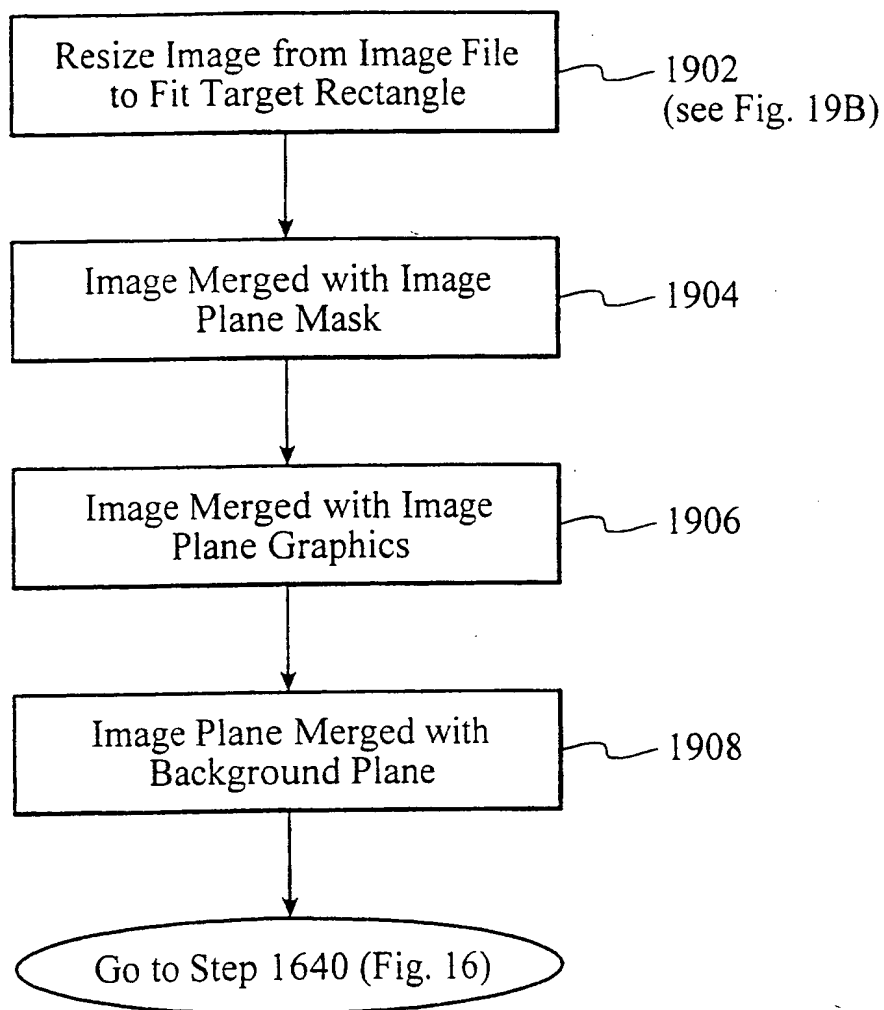 Resize Image from Image File
to Fit Target Rectangle
1902
(see Fig. 19B)
Image Merged with Image
Plane Mask
1904
Image Merged with Image
Plane Graphics
1906
Image Plane Merged with
Background Plane
1908
Go to Step 1640 (Fig. 16)